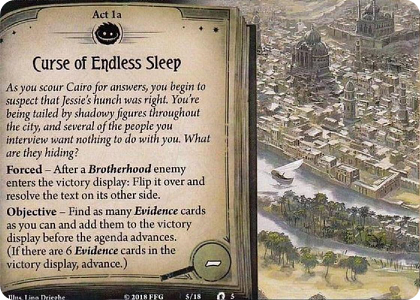 Act 1a
Curse of Endless Sleep
As you scour Cairo for answers, you begin to
suspect that Jessie's hunch was right. You're
being tailed by shadowy figures throughout
the city, and several of the people you
interview want nothing to do with you. What
are they hiding?
Forced – After a Brotherhood enemy
enters the victory display: Flip it over and
resolve the text on its other side.
Objective – Find as many Evidence cards
as you can and add them to the victory
display before the agenda advances.
(If there are 6 Evidence cards in the
victory display, advance.)
–
Illus. Lino Drieghe © 2018 FFG 5/18 5